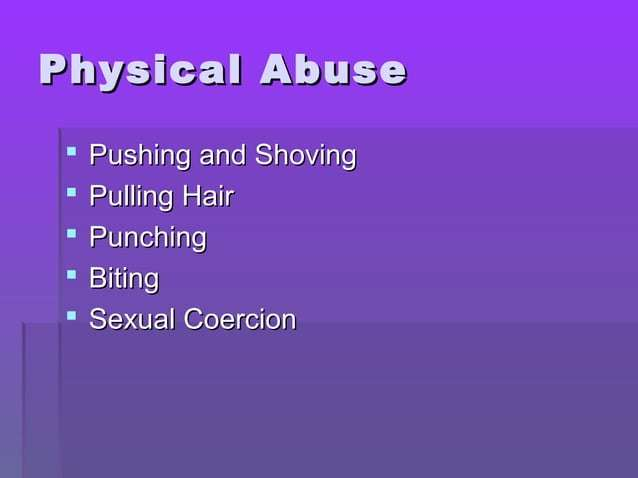 Physical Abuse
Pushing and Shoving
Pulling Hair
Punching
Biting
Sexual Coercion